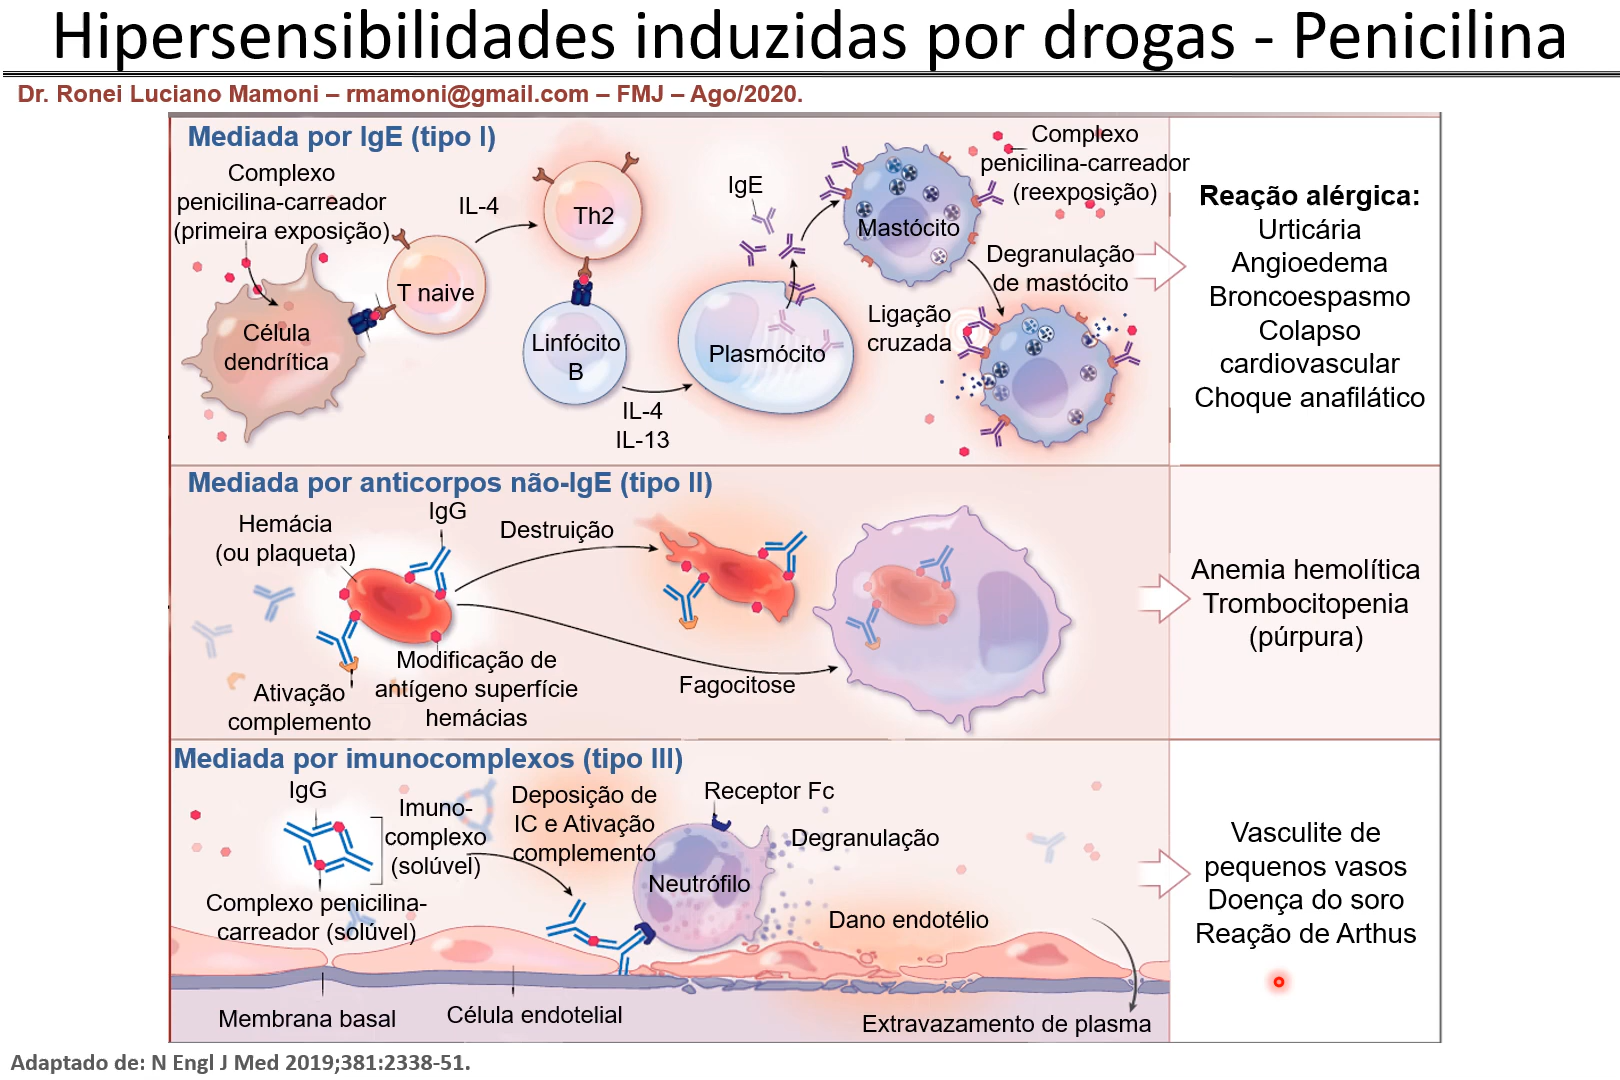 Hipersensibilidades induzidas por drogas - Penicilina
Dr. Ronei Luciano Mamoni – rmamoni@gmail.com – FMJ – Ago/2020.
Mediada por IgE (tipo I)
Complexo
penicilina-carreador
(primeira exposição)
IL-4
T naive
Célula
dendrítica
Th2
Linfócito
B
IL-4
IL-13
IgE
Plasmócito
Mastócito
Complexo
penicilina-carreador
(reexposição)
Degranulação
de mastócito
Ligação
cruzada
Reação alérgica:
Urticária
Angioedema
Broncoespasmo
Colapso
cardiovascular
Choque anafilático
Mediada por anticorpos não-IgE (tipo II)
Hemácia
(ou plaqueta)
IgG
Destruição
Ativação
complemento
Modificação de
antígeno superfície
hemácias
Fagocitose
Anemia hemolítica
Trombocitopenia
(púrpura)
Mediada por imunocomplexos (tipo III)
IgG
Imuno-
complexo
(solúvel)
Complexo penicilina-
carreador (solúvel)
Deposição de
IC e Ativação
complemento
Receptor Fc
Degranulação
Neutrófilo
Dano endotélio
Membrana basal
Célula endotelial
Extravazamento de plasma
Vasculite de
pequenos vasos
Doença do soro
Reação de Arthus
Adaptado de: N Engl J Med 2019;381:2338-51.